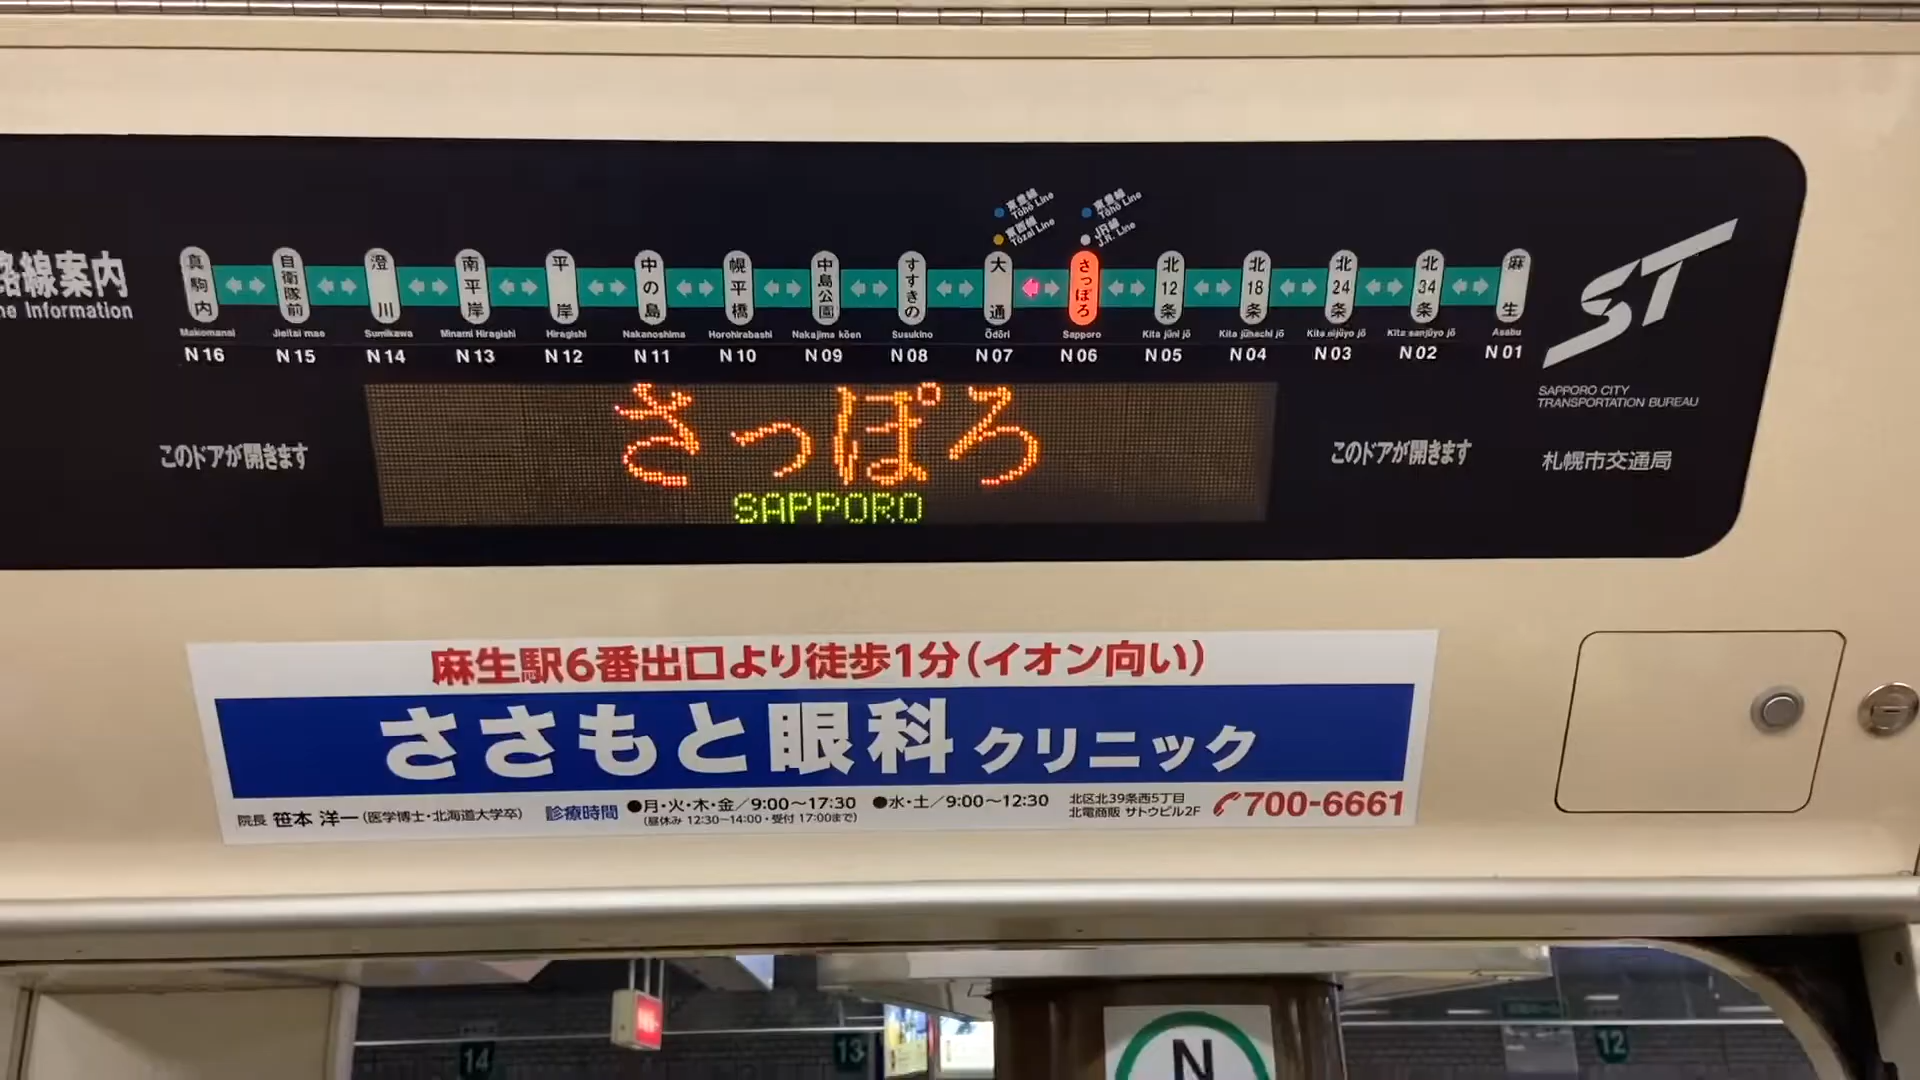 路線案内
ne Information
東豊線
Tōhō Line
東西線
Tōzai Line
東豊線
Tōhō Line
JR線
J.R. Line
真駒内 自衛隊前 澄川 南平岸 平岸 中の島 幌平橋 中島公園 すすきの 大通 さっぽろ 北12条 北18条 北24条 北34条 麻生
Makomanai Jieitai mae Sumikawa Minami Hiragishi Hiragishi Nakanoshima Horohirabashi Nakajima kōen Susukino Ōdōri Sapporo Kita jūni jō Kita jūhachi jō Kita nijūyo jō Kita sanjūyo jō Asabu
N16 N15 N14 N13 N12 N11 N10 N09 N08 N07 N06 N05 N04 N03 N02 N01
ST
SAPPORO CITY
TRANSPORTATION BUREAU
札幌市交通局
このドアが開きます
さっぽろ
SAPPORO
このドアが開きます
麻生駅6番出口より徒歩1分(イオン向い)
ささもと眼科クリニック
院長 笹本 洋一(医学博士・北海道大学卒)
診療時間 ●月・火・木・金/9:00〜17:30 ●水・土/9:00〜12:30
(昼休み 12:30〜14:00・受付 17:00まで)
北区北39条西5丁目
北電商販 サトウビル2F
700-6661
14
13
12
N